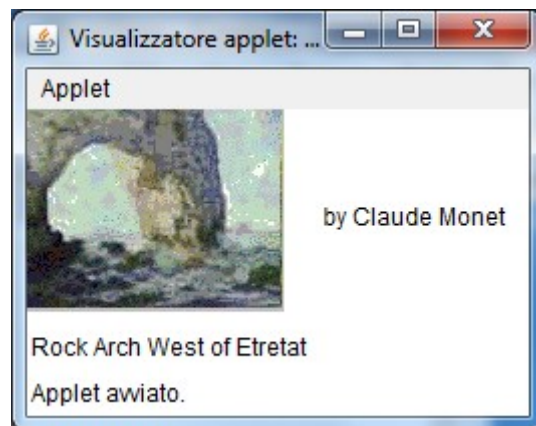 Visualizzatore applet: ...
Applet
by Claude Monet
Rock Arch West of Etretat
Applet avviato.